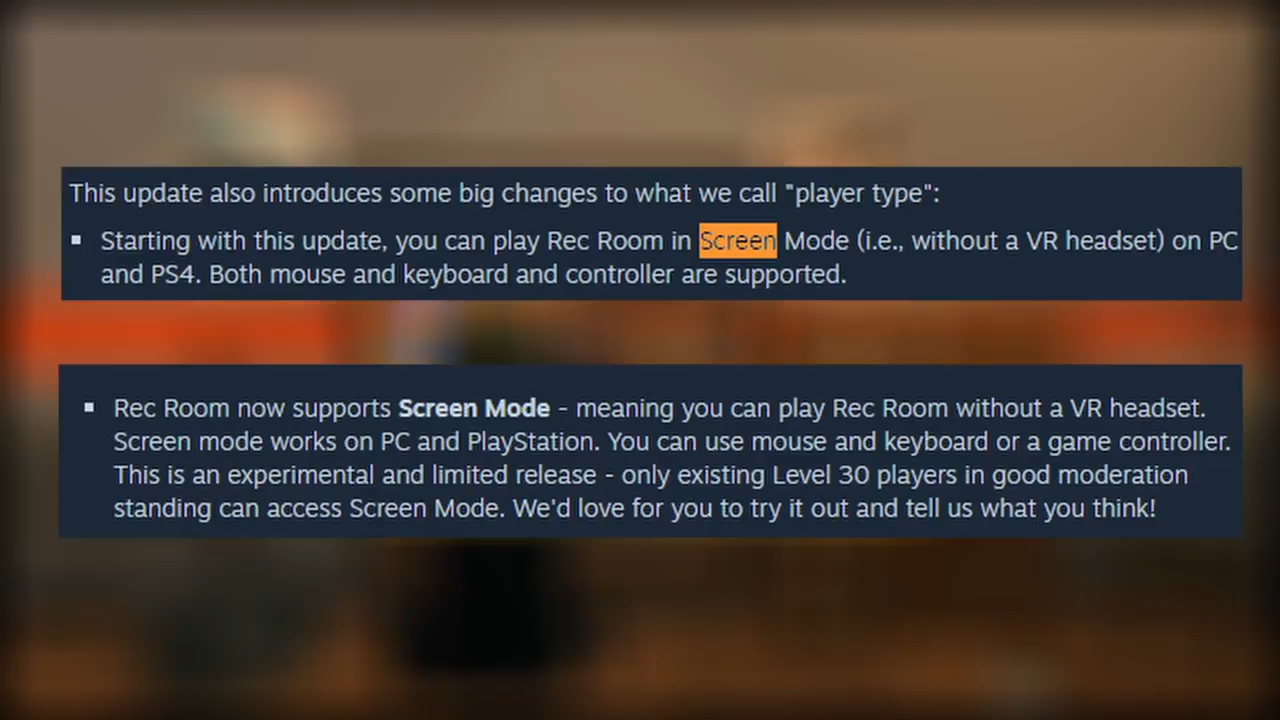 This update also introduces some big changes to what we call "player type":
▪ Starting with this update, you can play Rec Room in Screen Mode (i.e., without a VR headset) on PC
and PS4. Both mouse and keyboard and controller are supported.
▪ Rec Room now supports Screen Mode - meaning you can play Rec Room without a VR headset.
Screen mode works on PC and PlayStation. You can use mouse and keyboard or a game controller.
This is an experimental and limited release - only existing Level 30 players in good moderation
standing can access Screen Mode. We'd love for you to try it out and tell us what you think!